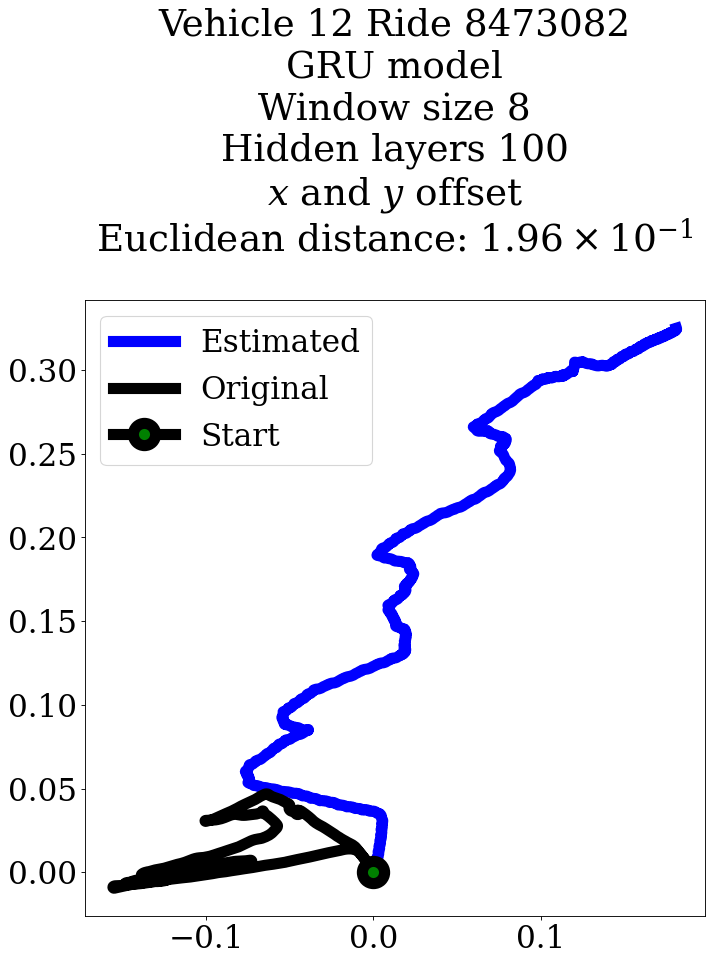 Vehicle 12 Ride 8473082
GRU model
Window size 8
Hidden layers 100
x and y offset
Euclidean distance: 1.96 × 10⁻¹
Estimated
Original
Start
0.30
0.25
0.20
0.15
0.10
0.05
0.00
−0.1 0.0 0.1